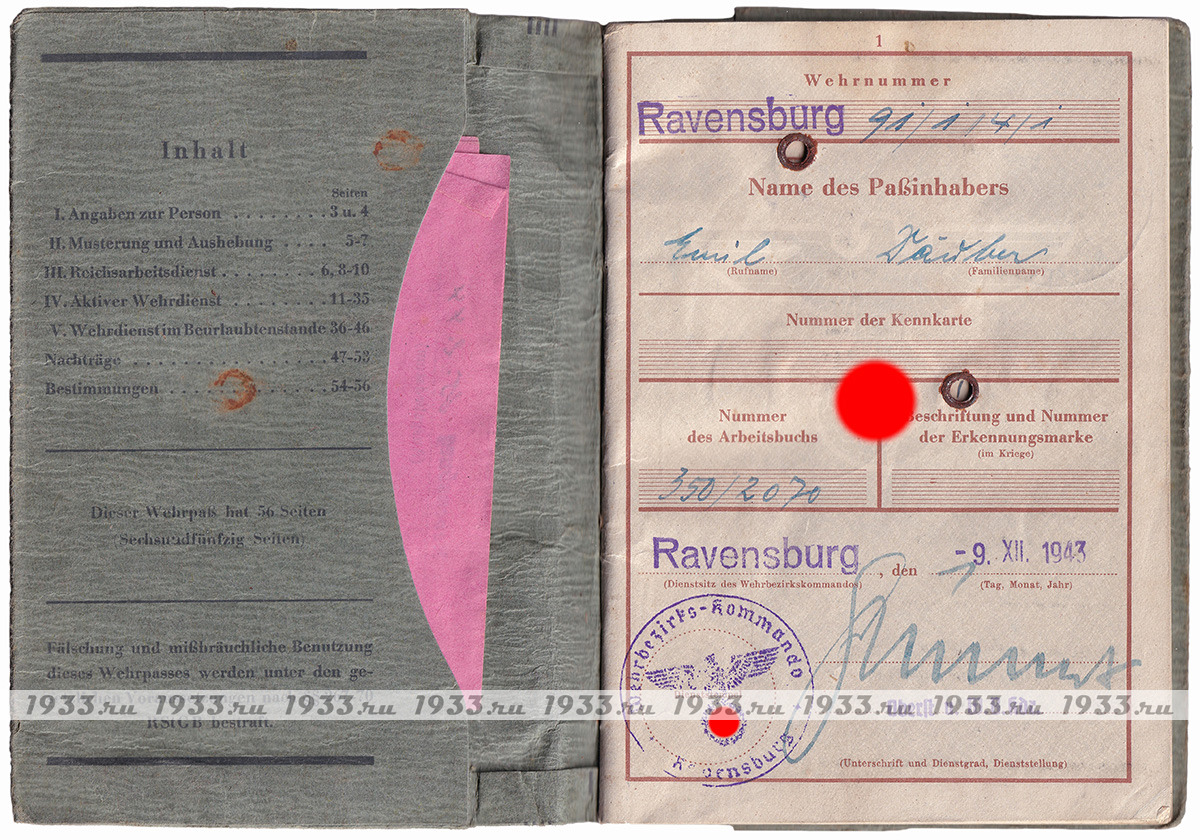 Inhalt
Seiten
I. Angaben zur Person . . . . . . . . 3 u. 4
II. Musterung und Aushebung . . . . 5-7
III. Reichsarbeitsdienst . . . . . . . . 6, 8-10
IV. Aktiver Wehrdienst . . . . . . . . 11-35
V. Wehrdienst im Beurlaubtenstande 36-46
Nachträge . . . . . . . . . . . . . . 47-53
Bestimmungen . . . . . . . . . . . 54-56
Dieser Wehrpaß hat 56 Seiten
(Sechsundfünfzig Seiten)
Fälschung und mißbräuchliche Benutzung
dieses Wehrpasses werden unter den ge-
RStGB bestraft.
1
Wehrnummer
Ravensburg 91/1/4/1
Name des Paßinhabers
Emil Däuber
(Rufname) (Familienname)
Nummer der Kennkarte
Nummer
des Arbeitsbuchs
Beschriftung und Nummer
der Erkennungsmarke
(im Kriege)
350/2070
Ravensburg, den -9. XII. 1943
(Dienstsitz des Wehrbezirkskommandos) (Tag, Monat, Jahr)
Wehrbezirks-Kommando
Ravensburg
(Unterschrift und Dienstgrad, Dienststellung)
1933.ru 1933.ru 1933.ru 1933.ru 1933.ru 1933.ru 1933.ru 1933.ru 1933.ru